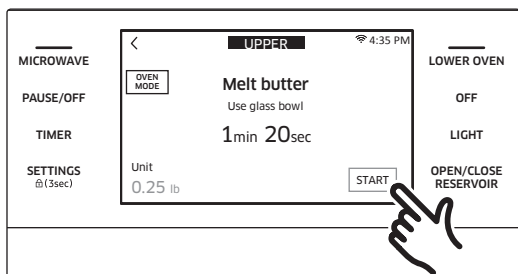 MICROWAVE
PAUSE/OFF
TIMER
SETTINGS
(3sec)
UPPER
4:35 PM
OVEN
MODE
Melt butter
Use glass bowl
1min 20sec
Unit
0.25 lb
START
LOWER OVEN
OFF
LIGHT
OPEN/CLOSE
RESERVOIR